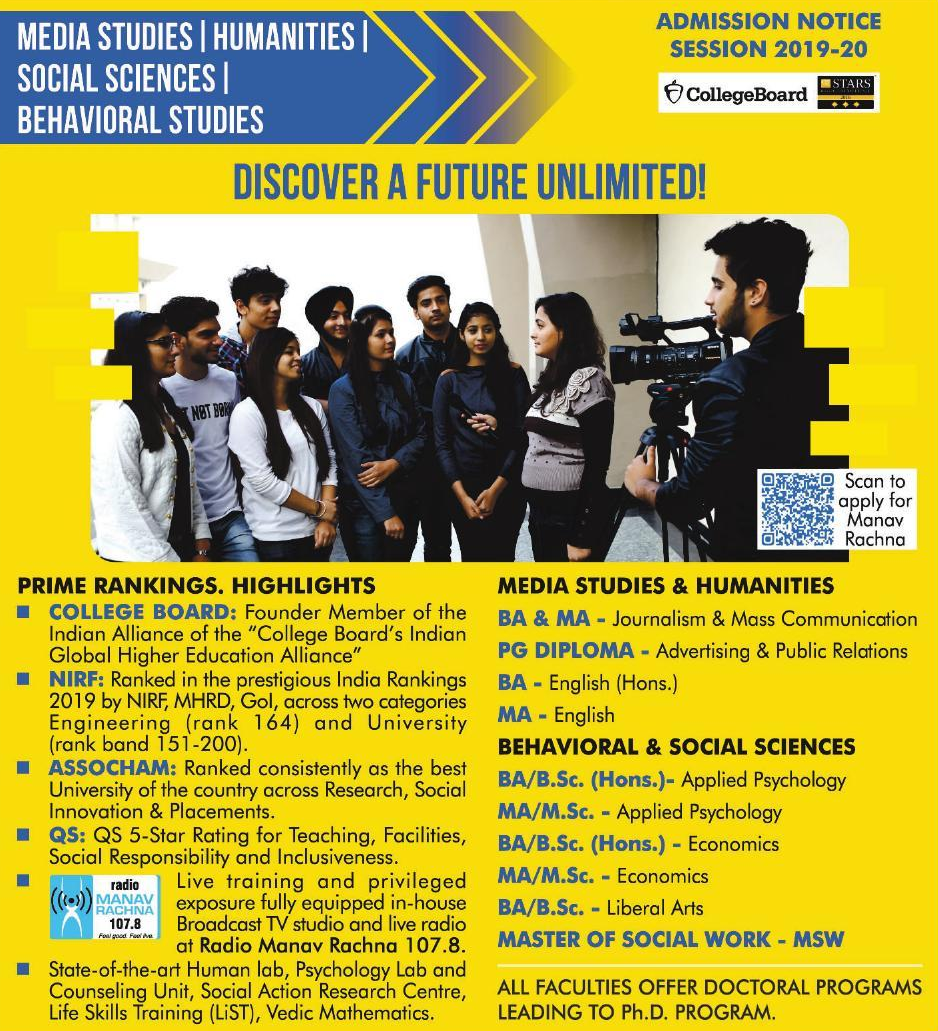 MEDIA STUDIES | HUMANITIES |
SOCIAL SCIENCES |
BEHAVIORAL STUDIES
ADMISSION NOTICE
SESSION 2019-20
CollegeBoard
STARS
DISCOVER A FUTURE UNLIMITED!
NOT BOR
Scan to
apply for
Manav
Rachna
PRIME RANKINGS. HIGHLIGHTS
COLLEGE BOARD: Founder Member of the
Indian Alliance of the "College Board's Indian
Global Higher Education Alliance"
NIRF: Ranked in the prestigious India Rankings
2019 by NIRF, MHRD, GoI, across two categories
Engineering (rank 164) and University
(rank band 151-200).
ASSOCHAM: Ranked consistently as the best
University of the country across Research, Social
Innovation & Placements.
QS: QS 5-Star Rating for Teaching, Facilities,
Social Responsibility and Inclusiveness.
radio
MANAV
RACHNA
107.8
Feel good. Feel live.
Live training and privileged
exposure fully equipped in-house
Broadcast TV studio and live radio
at Radio Manav Rachna 107.8.
State-of-the-art Human lab, Psychology Lab and
Counseling Unit, Social Action Research Centre,
Life Skills Training (LiST), Vedic Mathematics.
MEDIA STUDIES & HUMANITIES
BA & MA - Journalism & Mass Communication
PG DIPLOMA - Advertising & Public Relations
BA - English (Hons.)
MA - English
BEHAVIORAL & SOCIAL SCIENCES
BA/B.Sc. (Hons.)- Applied Psychology
MA/M.Sc. - Applied Psychology
BA/B.Sc. (Hons.) - Economics
MA/M.Sc. - Economics
BA/B.Sc. - Liberal Arts
MASTER OF SOCIAL WORK - MSW
ALL FACULTIES OFFER DOCTORAL PROGRAMS
LEADING TO Ph.D. PROGRAM.